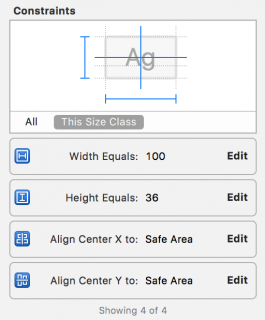 Constraints
Ag
All This Size Class
Width Equals: 100 Edit
Height Equals: 36 Edit
Align Center X to: Safe Area Edit
Align Center Y to: Safe Area Edit
Showing 4 of 4